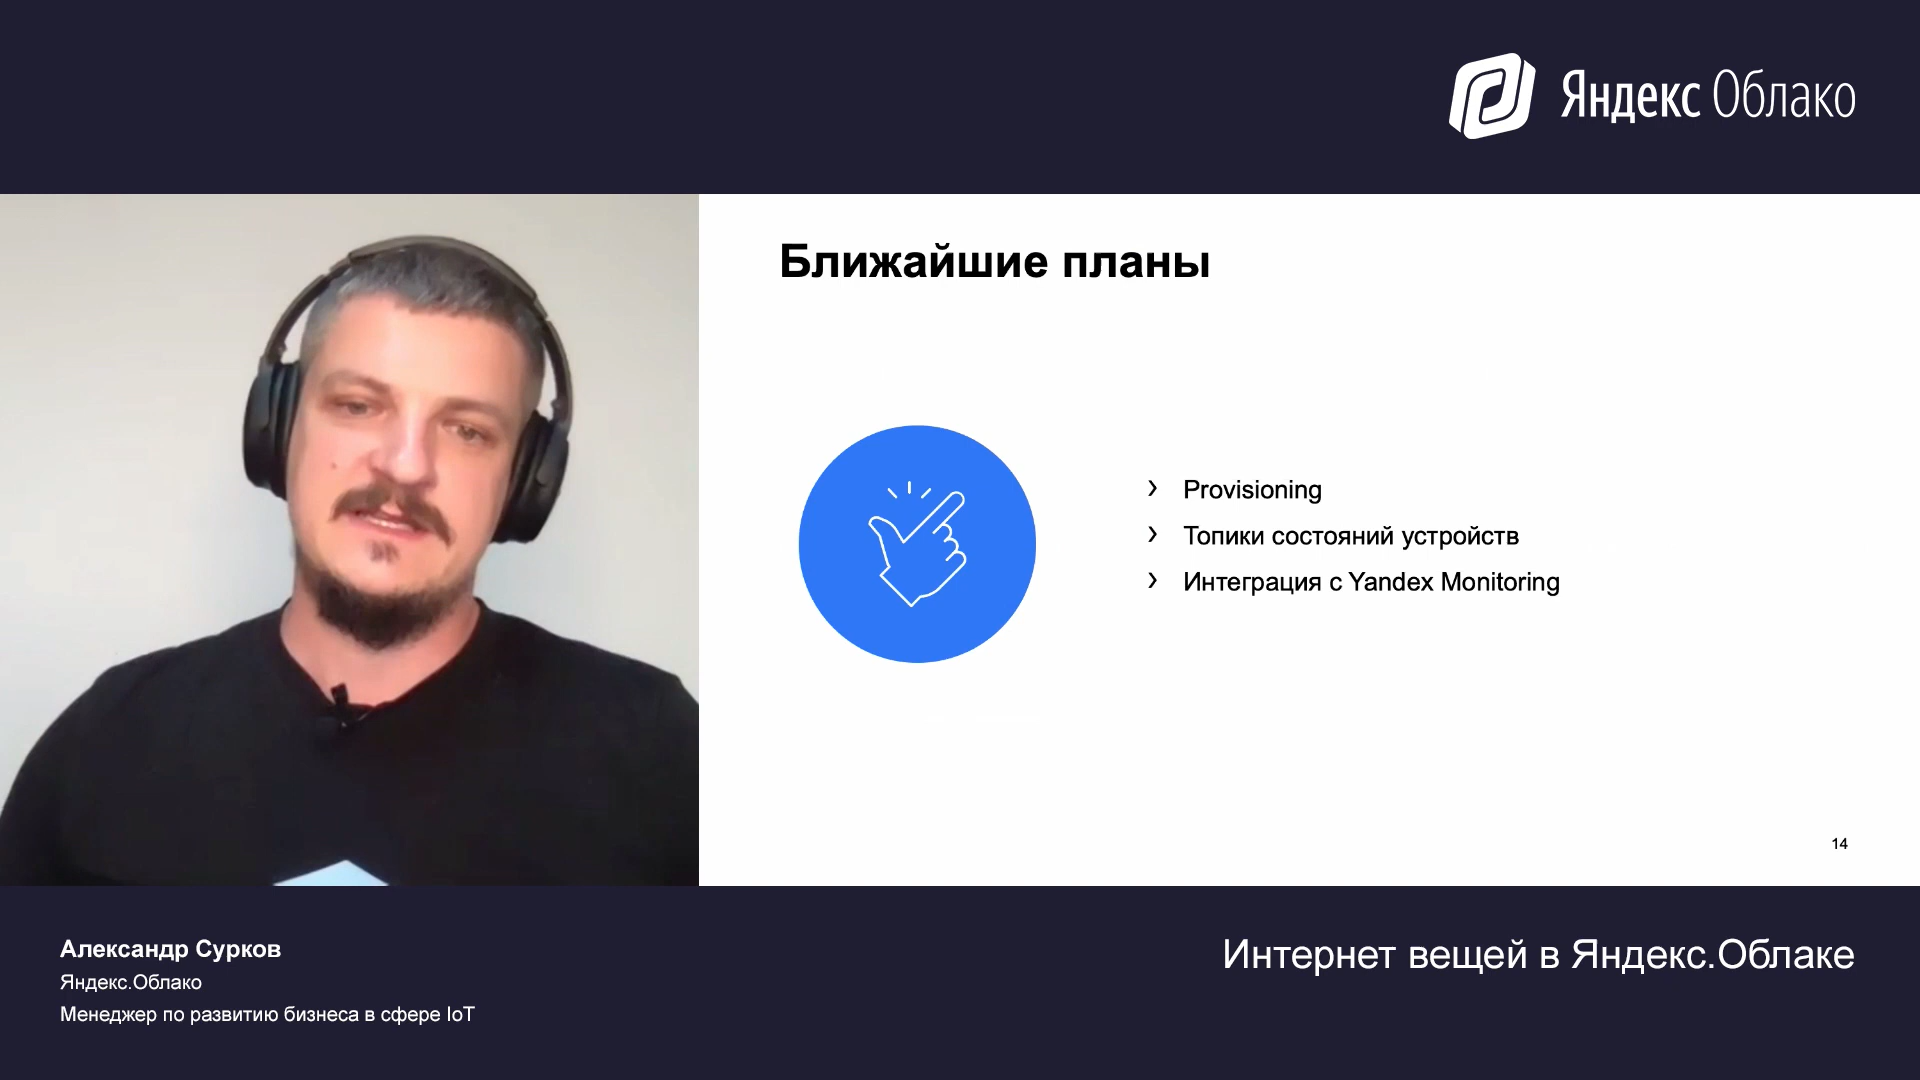 Яндекс Облако
Ближайшие планы
Provisioning
Топики состояний устройств
Интеграция с Yandex Monitoring
14
Александр Сурков
Яндекс.Облако
Менеджер по развитию бизнеса в сфере IoT
Интернет вещей в Яндекс.Облаке